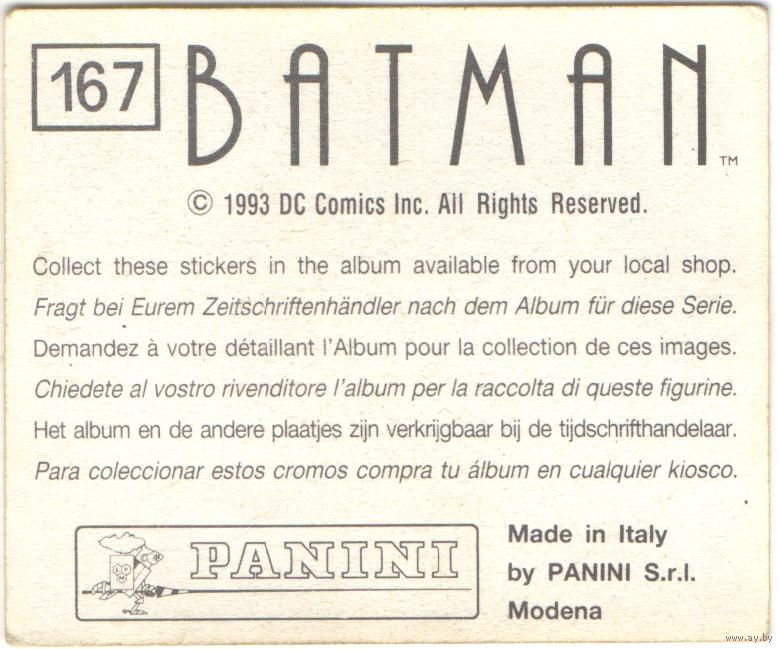 167
BATMAN™
© 1993 DC Comics Inc. All Rights Reserved.
Collect these stickers in the album available from your local shop.
Fragt bei Eurem Zeitschriftenhändler nach dem Album für diese Serie.
Demandez à votre détaillant l'Album pour la collection de ces images.
Chiedete al vostro rivenditore l'album per la raccolta di queste figurine.
Het album en de andere plaatjes zijn verkrijgbaar bij de tijdschrifthandelaar.
Para coleccionar estos cromos compra tu álbum en cualquier kiosco.
PANINI
Made in Italy
by PANINI S.r.l.
Modena
www.ay.by